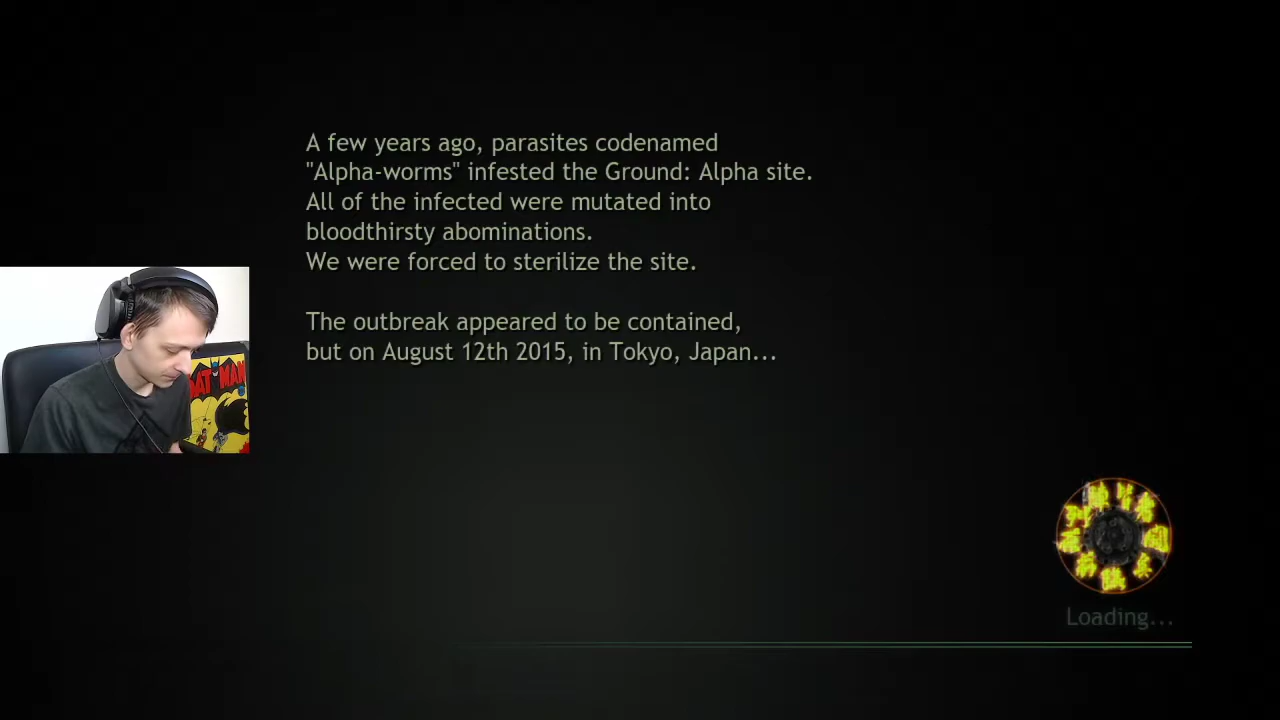 A few years ago, parasites codenamed
"Alpha-worms" infested the Ground: Alpha site.
All of the infected were mutated into
bloodthirsty abominations.
We were forced to sterilize the site.
The outbreak appeared to be contained,
but on August 12th 2015, in Tokyo, Japan...
BATMAN
Loading...